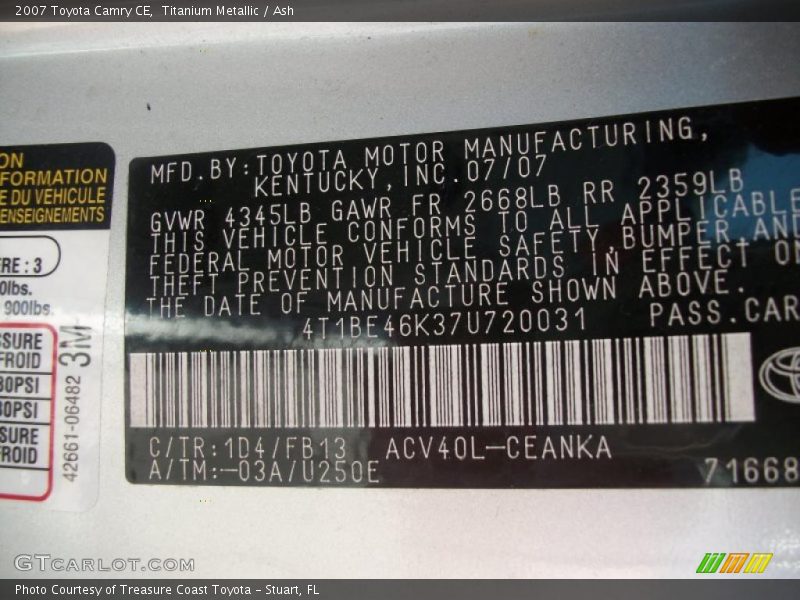 2007 Toyota Camry CE, Titanium Metallic / Ash
ON
FORMATION
E DU VEHICULE
ENSEIGNEMENTS
RE : 3
0lbs.
900lbs.
SSURE
FROID
30PSI
30PSI
SURE
FROID
42661-06482 3M
MFD.BY:TOYOTA MOTOR MANUFACTURING,
KENTUCKY,INC.07/07
GVWR 4345LB GAWR FR 2668LB RR 2359LB
THIS VEHICLE CONFORMS TO ALL APPLICABLE
FEDERAL MOTOR VEHICLE SAFETY,BUMPER AND
THEFT PREVENTION STANDARDS IN EFFECT O
THE DATE OF MANUFACTURE SHOWN ABOVE.
4T1BE46K37U720031 PASS.CAR
C/TR:1D4/FB13 ACV40L-CEANKA
A/TM:-03A/U250E 71668
GTCARLOT.COM
Photo Courtesy of Treasure Coast Toyota - Stuart, FL